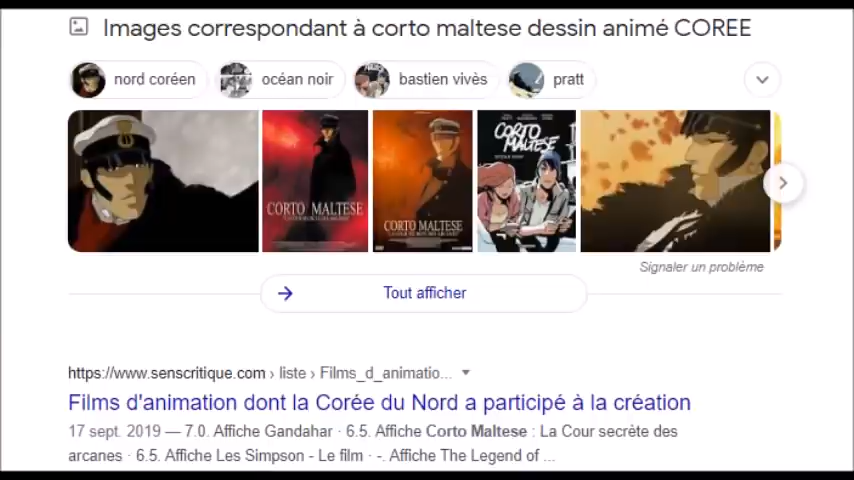 Images correspondant à corto maltese dessin animé COREE
nord coréen
océan noir
bastien vivès
pratt
CORTO MALTESE
CORTO MALTESE
CORTO MALTESE
Signaler un problème
Tout afficher
https://www.senscritique.com › liste › Films_d_animatio...
Films d'animation dont la Corée du Nord a participé à la création
17 sept. 2019 — 7.0. Affiche Gandahar · 6.5. Affiche Corto Maltese : La Cour secrète des
arcanes · 6.5. Affiche Les Simpson - Le film · -. Affiche The Legend of ...